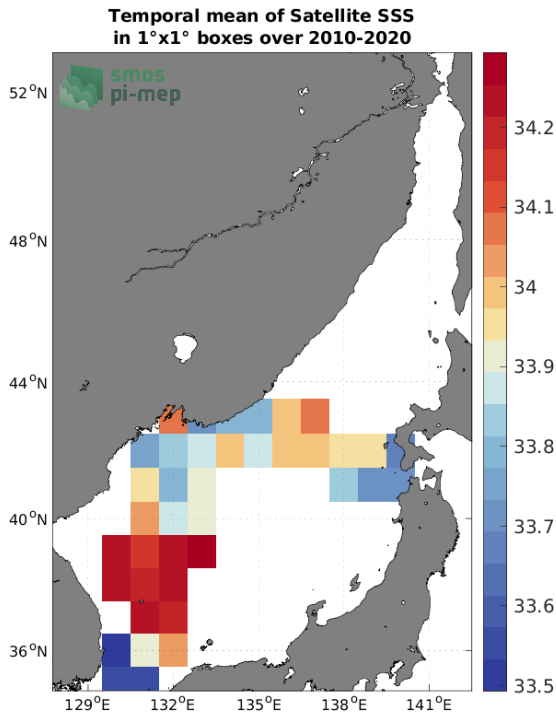 Temporal mean of Satellite SSS
in 1°x1° boxes over 2010-2020
smos
pi-mep
52°N
48°N
44°N
40°N
36°N
129°E
132°E
135°E
138°E
141°E
34.2
34.1
34
33.9
33.8
33.7
33.6
33.5